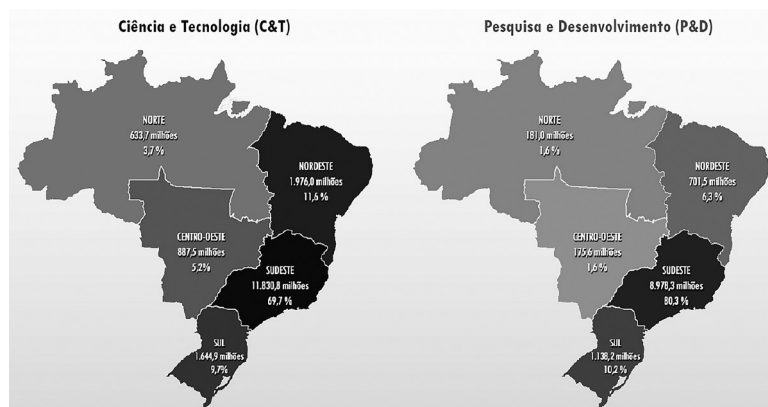 Ciência e Tecnologia (C&T)
NORTE
633,7 milhões
3,7 %
NORDESTE
1.976,0 milhões
11,6 %
CENTRO-OESTE
887,5 milhões
5,2%
SUDESTE
11.830,8 milhões
69,7 %
SUL
1.644,9 milhões
9,7%
Pesquisa e Desenvolvimento (P&D)
NORTE
181,0 milhões
1,6 %
NORDESTE
701,5 milhões
6,3 %
CENTRO-OESTE
175,6 milhões
1,6 %
SUDESTE
8.978,3 milhões
80,3 %
SUL
1.138,2 milhões
10,2 %